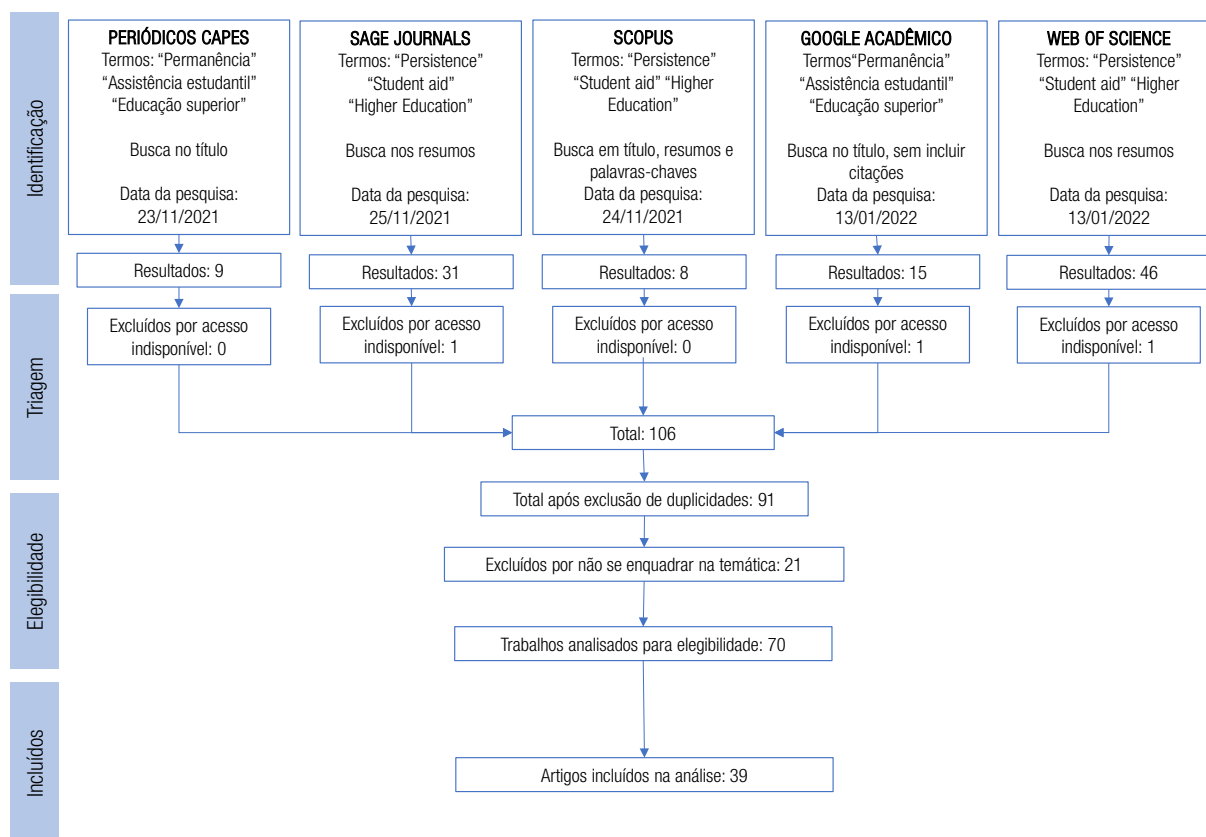 Identificação
PERIÓDICOS CAPES
Termos: “Permanência”
“Assistência estudantil”
“Educação superior”
Busca no título
Data da pesquisa:
23/11/2021
SAGE JOURNALS
Termos: “Persistence”
“Student aid”
“Higher Education”
Busca nos resumos
Data da pesquisa:
25/11/2021
SCOPUS
Termos: “Persistence”
“Student aid” “Higher
Education”
Busca em título, resumos e
palavras-chaves
Data da pesquisa:
24/11/2021
GOOGLE ACADÊMICO
Termos“Permanência”
“Assistência estudantil”
“Educação superior”
Busca no título, sem incluir
citações
Data da pesquisa:
13/01/2022
WEB OF SCIENCE
Termos: “Persistence”
“Student aid” “Higher
Education”
Busca nos resumos
Data da pesquisa:
13/01/2022
Resultados: 9
Resultados: 31
Resultados: 8
Resultados: 15
Resultados: 46
Triagem
Excluídos por acesso
indisponível: 0
Excluídos por acesso
indisponível: 1
Excluídos por acesso
indisponível: 0
Excluídos por acesso
indisponível: 1
Excluídos por acesso
indisponível: 1
Total: 106
Elegibilidade
Total após exclusão de duplicidades: 91
Excluídos por não se enquadrar na temática: 21
Trabalhos analisados para elegibilidade: 70
Incluídos
Artigos incluídos na análise: 39